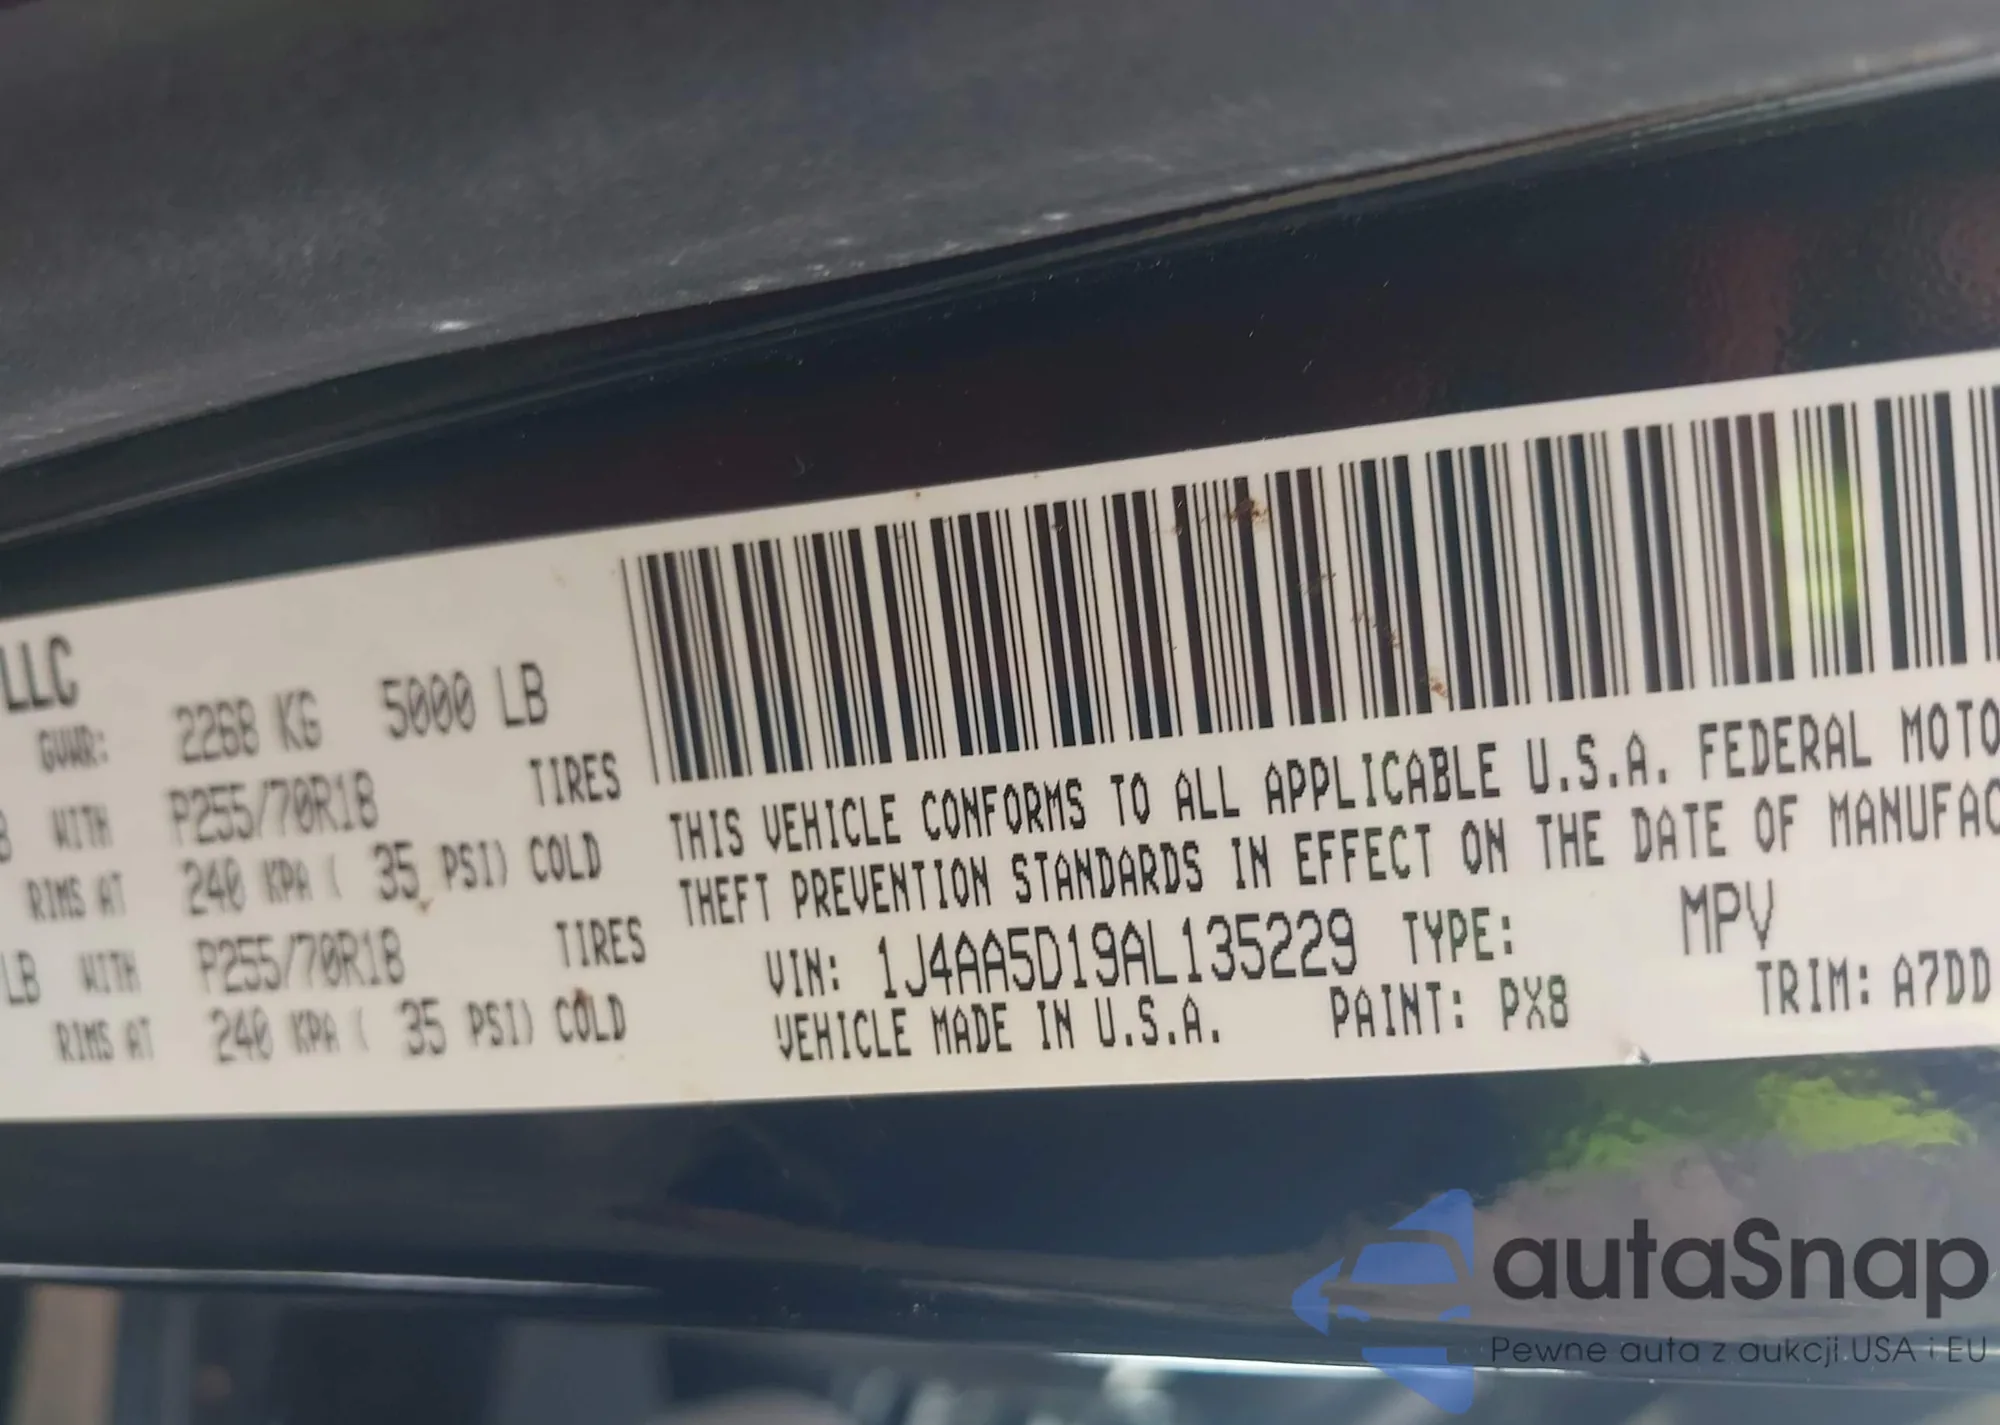 LLC
GVWR: 2268 KG 5000 LB
WITH P255/70R18 TIRES
RIMS AT 240 KPA ( 35 PSI) COLD
LB WITH P255/70R18 TIRES
RIMS AT 240 KPA ( 35 PSI) COLD
THIS VEHICLE CONFORMS TO ALL APPLICABLE U.S.A. FEDERAL MOTO
THEFT PREVENTION STANDARDS IN EFFECT ON THE DATE OF MANUFAC
VIN: 1J4AA5D19AL135229 TYPE: MPV
VEHICLE MADE IN U.S.A. PAINT: PX8 TRIM: A7DD
autaSnap
Pewne auta z aukcji USA i EU